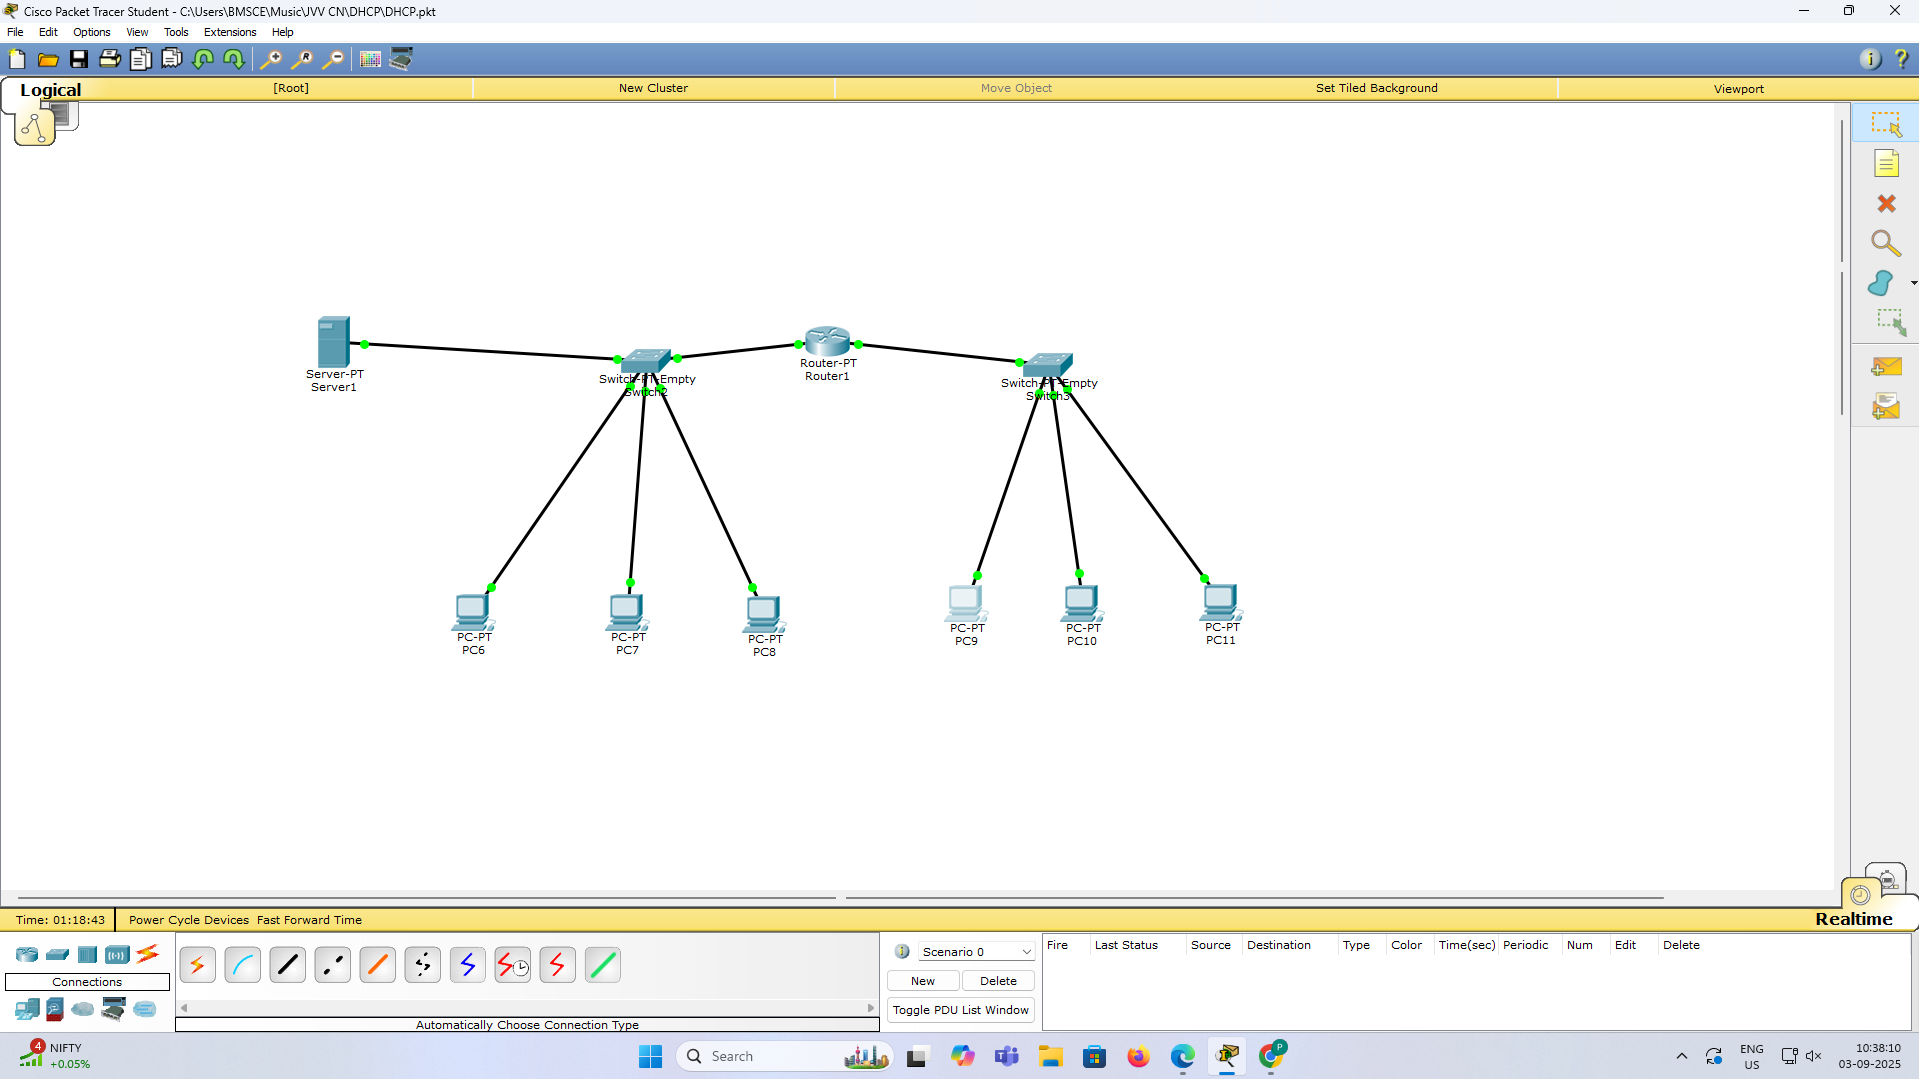 Cisco Packet Tracer Student - C:\Users\BMSCE\Music\JVV CN\DHCP\DHCP.pkt
File Edit Options View Tools Extensions Help
Logical [Root] New Cluster Move Object Set Tiled Background Viewport
Server-PT
Server1
Switch-PT-Empty
Switch2
Router-PT
Router1
Switch-PT-Empty
Switch3
PC-PT
PC6
PC-PT
PC7
PC-PT
PC8
PC-PT
PC9
PC-PT
PC10
PC-PT
PC11
Time: 01:18:43 Power Cycle Devices Fast Forward Time Realtime
Connections
Automatically Choose Connection Type
Scenario 0
New Delete
Toggle PDU List Window
Fire Last Status Source Destination Type Color Time(sec) Periodic Num Edit Delete
4 NIFTY
+0.05%
Search
P
ENG
US
10:38:10
03-09-2025